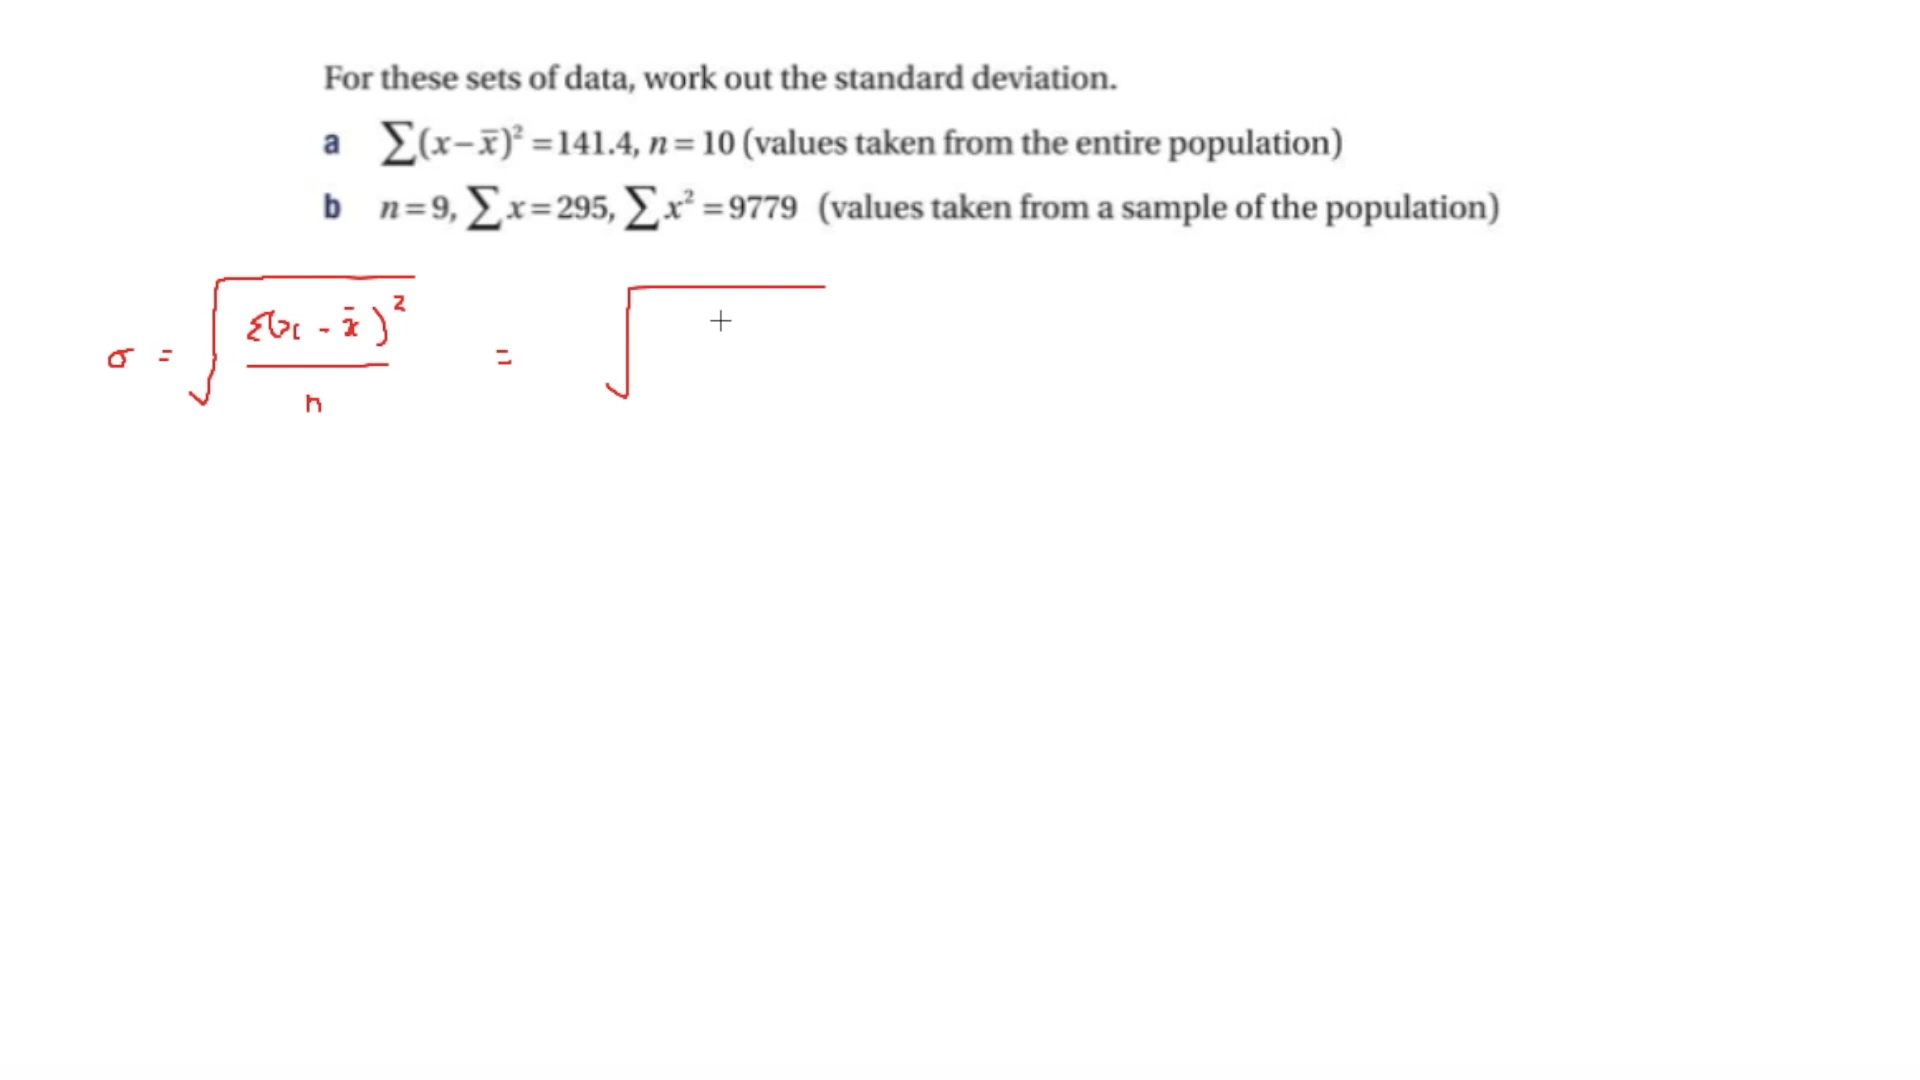 For these sets of data, work out the standard deviation.
a ∑(x−x̄)² = 141.4, n = 10 (values taken from the entire population)
b n = 9, ∑x = 295, ∑x² = 9779 (values taken from a sample of the population)
σ = √(Σ(x - x̄)² / n) = √